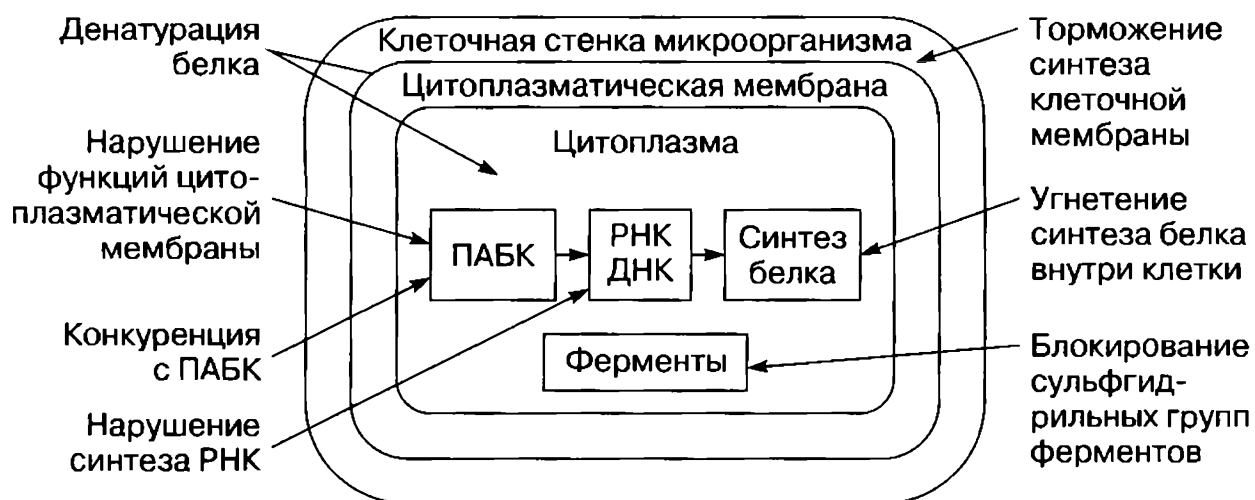 Денатурация
белка
Нарушение
функций цито-
плазматической
мембраны
Конкуренция
с ПАБК
Нарушение
синтеза РНК
Клеточная стенка микроорганизма
Цитоплазматическая мембрана
Цитоплазма
ПАБК
РНК
ДНК
Синтез
белка
Ферменты
Торможение
синтеза
клеточной
мембраны
Угнетение
синтеза белка
внутри клетки
Блокирование
сульфгид-
рильных групп
ферментов